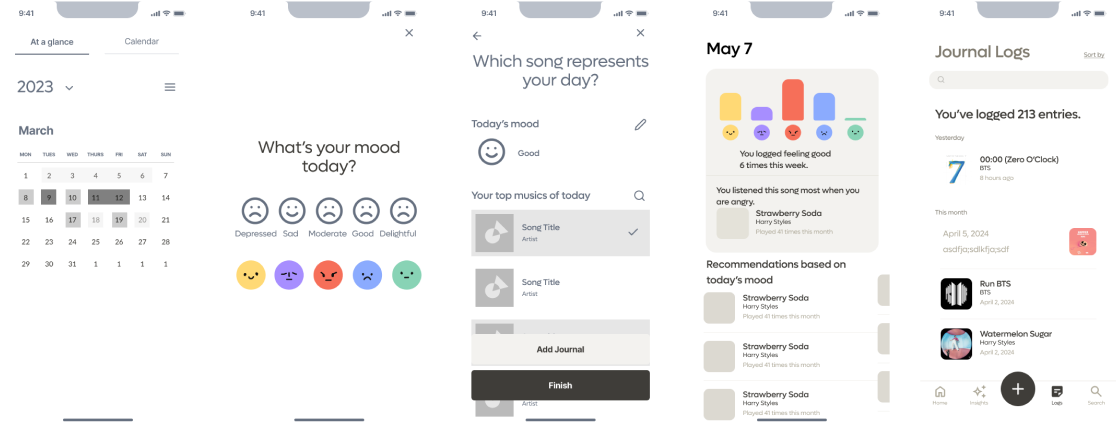 9:41
At a glance
Calendar
2023
March
MON TUES WED THURS FRI SAT SUN
1 2 3 4 5 6 7
8 9 10 11 12 13 14
15 16 17 18 19 20 21
22 23 24 25 26 27 28
29 30 31 1 1 1 1
9:41
What's your mood
today?
Depressed Sad Moderate Good Delightful
9:41
Which song represents
your day?
Today's mood
Good
Your top musics of today
Song Title
Artist
Song Title
Artist
Add Journal
Finish
Artist
9:41
May 7
You logged feeling good
6 times this week.
You listened this song most when you
are angry.
Strawberry Soda
Harry Styles
Played 41 times this month
Recommendations based on
today's mood
Strawberry Soda
Harry Styles
Played 41 times this month
Strawberry Soda
Harry Styles
Played 41 times this month
Strawberry Soda
Harry Styles
Played 41 times this month
9:41
Journal Logs
Sort by
You've logged 213 entries.
Yesterday
7
00:00 (Zero O'Clock)
BTS
8 hours ago
This month
April 5, 2024
asdfja;sdlkfja;sdf
Run BTS
BTS
April 2, 2024
Watermelon Sugar
Harry Styles
April 2, 2024
Home
Insights
Logs
Search